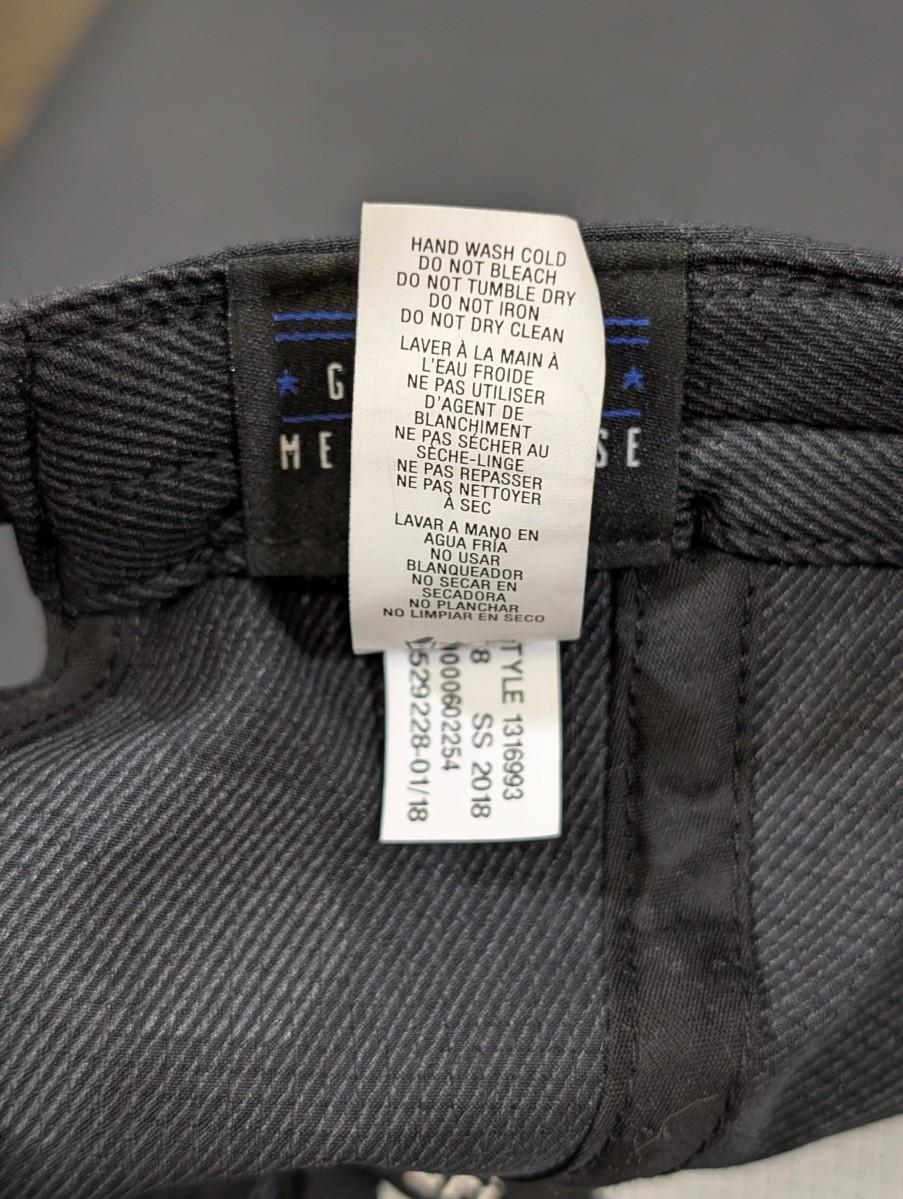 HAND WASH COLD
DO NOT BLEACH
DO NOT TUMBLE DRY
DO NOT IRON
DO NOT DRY CLEAN
LAVER À LA MAIN À
L'EAU FROIDE
NE PAS UTILISER
D'AGENT DE
BLANCHIMENT
NE PAS SÉCHER AU
SÈCHE-LINGE
NE PAS REPASSER
NE PAS NETTOYER
À SEC
LAVAR A MANO EN
AGUA FRÍA
NO USAR
BLANQUEADOR
NO SECAR EN
SECADORA
NO PLANCHAR
NO LIMPIAR EN SECO
G
ME SE
TYLE 1316993
8 SS 2018
000602254
529228-01/18